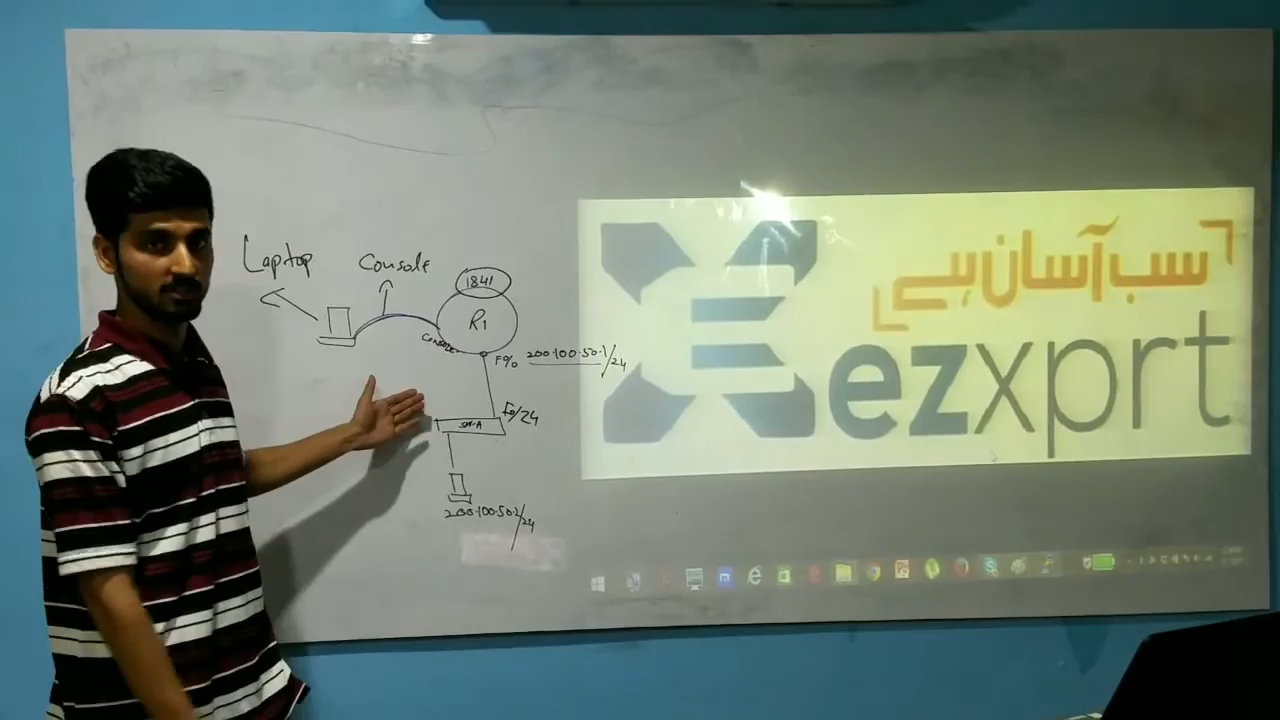 Laptop
Console
1841
R1
Console
F0/0 200.100.50.1/24
F0/24
SW-A
200.100.50.2/24
سب آسان ہے
ezxprt